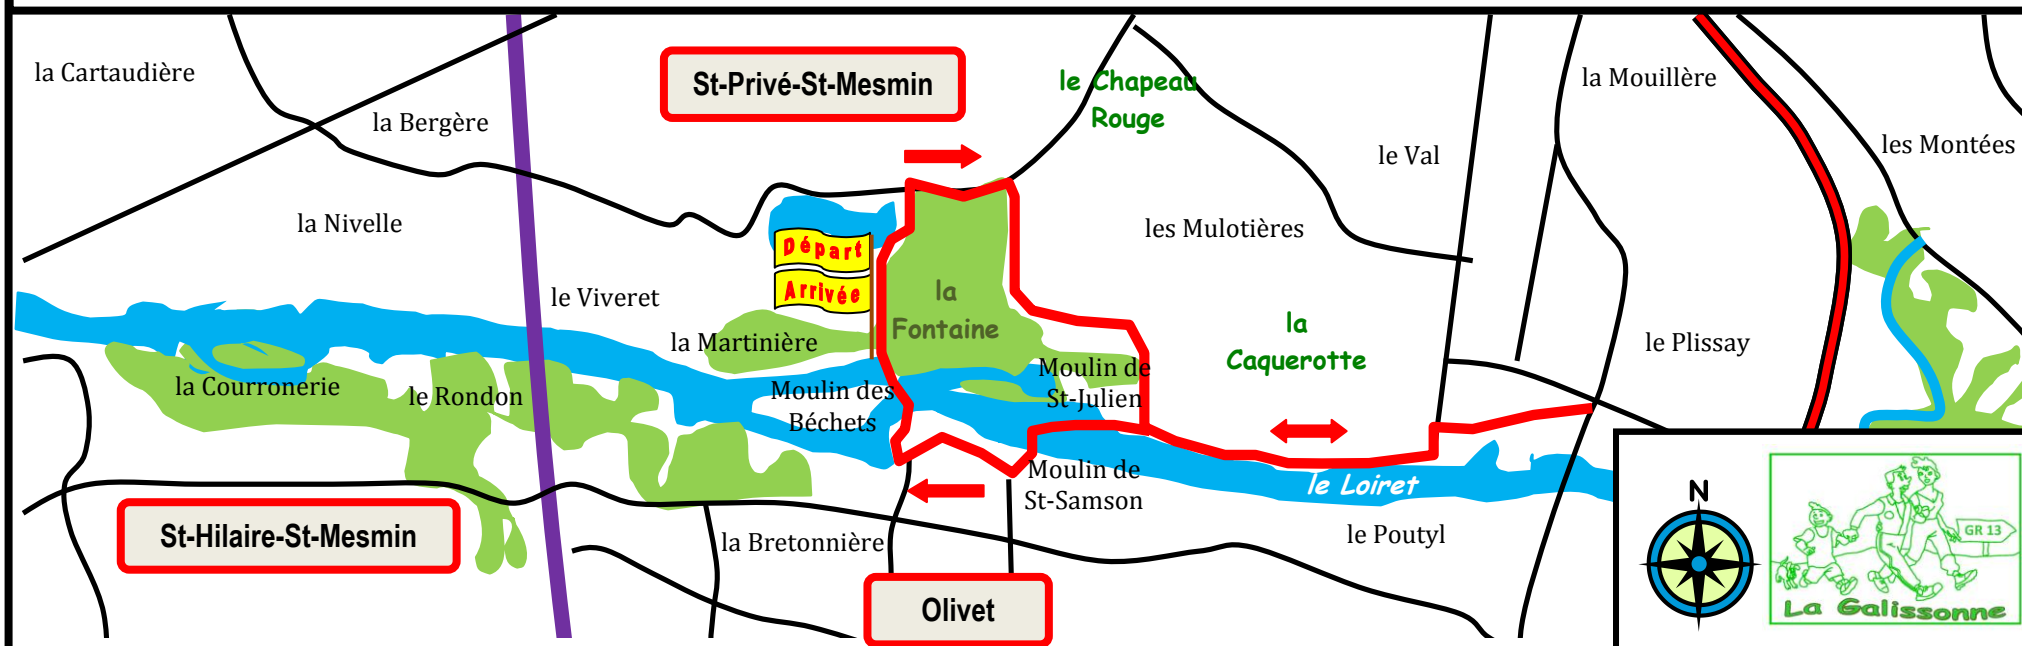 la Cartaudière
la Bergère
St-Privé-St-Mesmin
le Chapeau
Rouge
la Mouillère
les Montées
le Val
la Nivelle
les Mulotières
Départ
Arrivée
le Viveret
la
Fontaine
la Martinière
la
Caquerotte
le Plissay
la Courronerie
le Rondon
Moulin des
Béchets
Moulin de
St-Julien
Moulin de
St-Samson
le Loiret
St-Hilaire-St-Mesmin
la Bretonnière
le Poutyl
Olivet
N
GR 13
La Galissonne